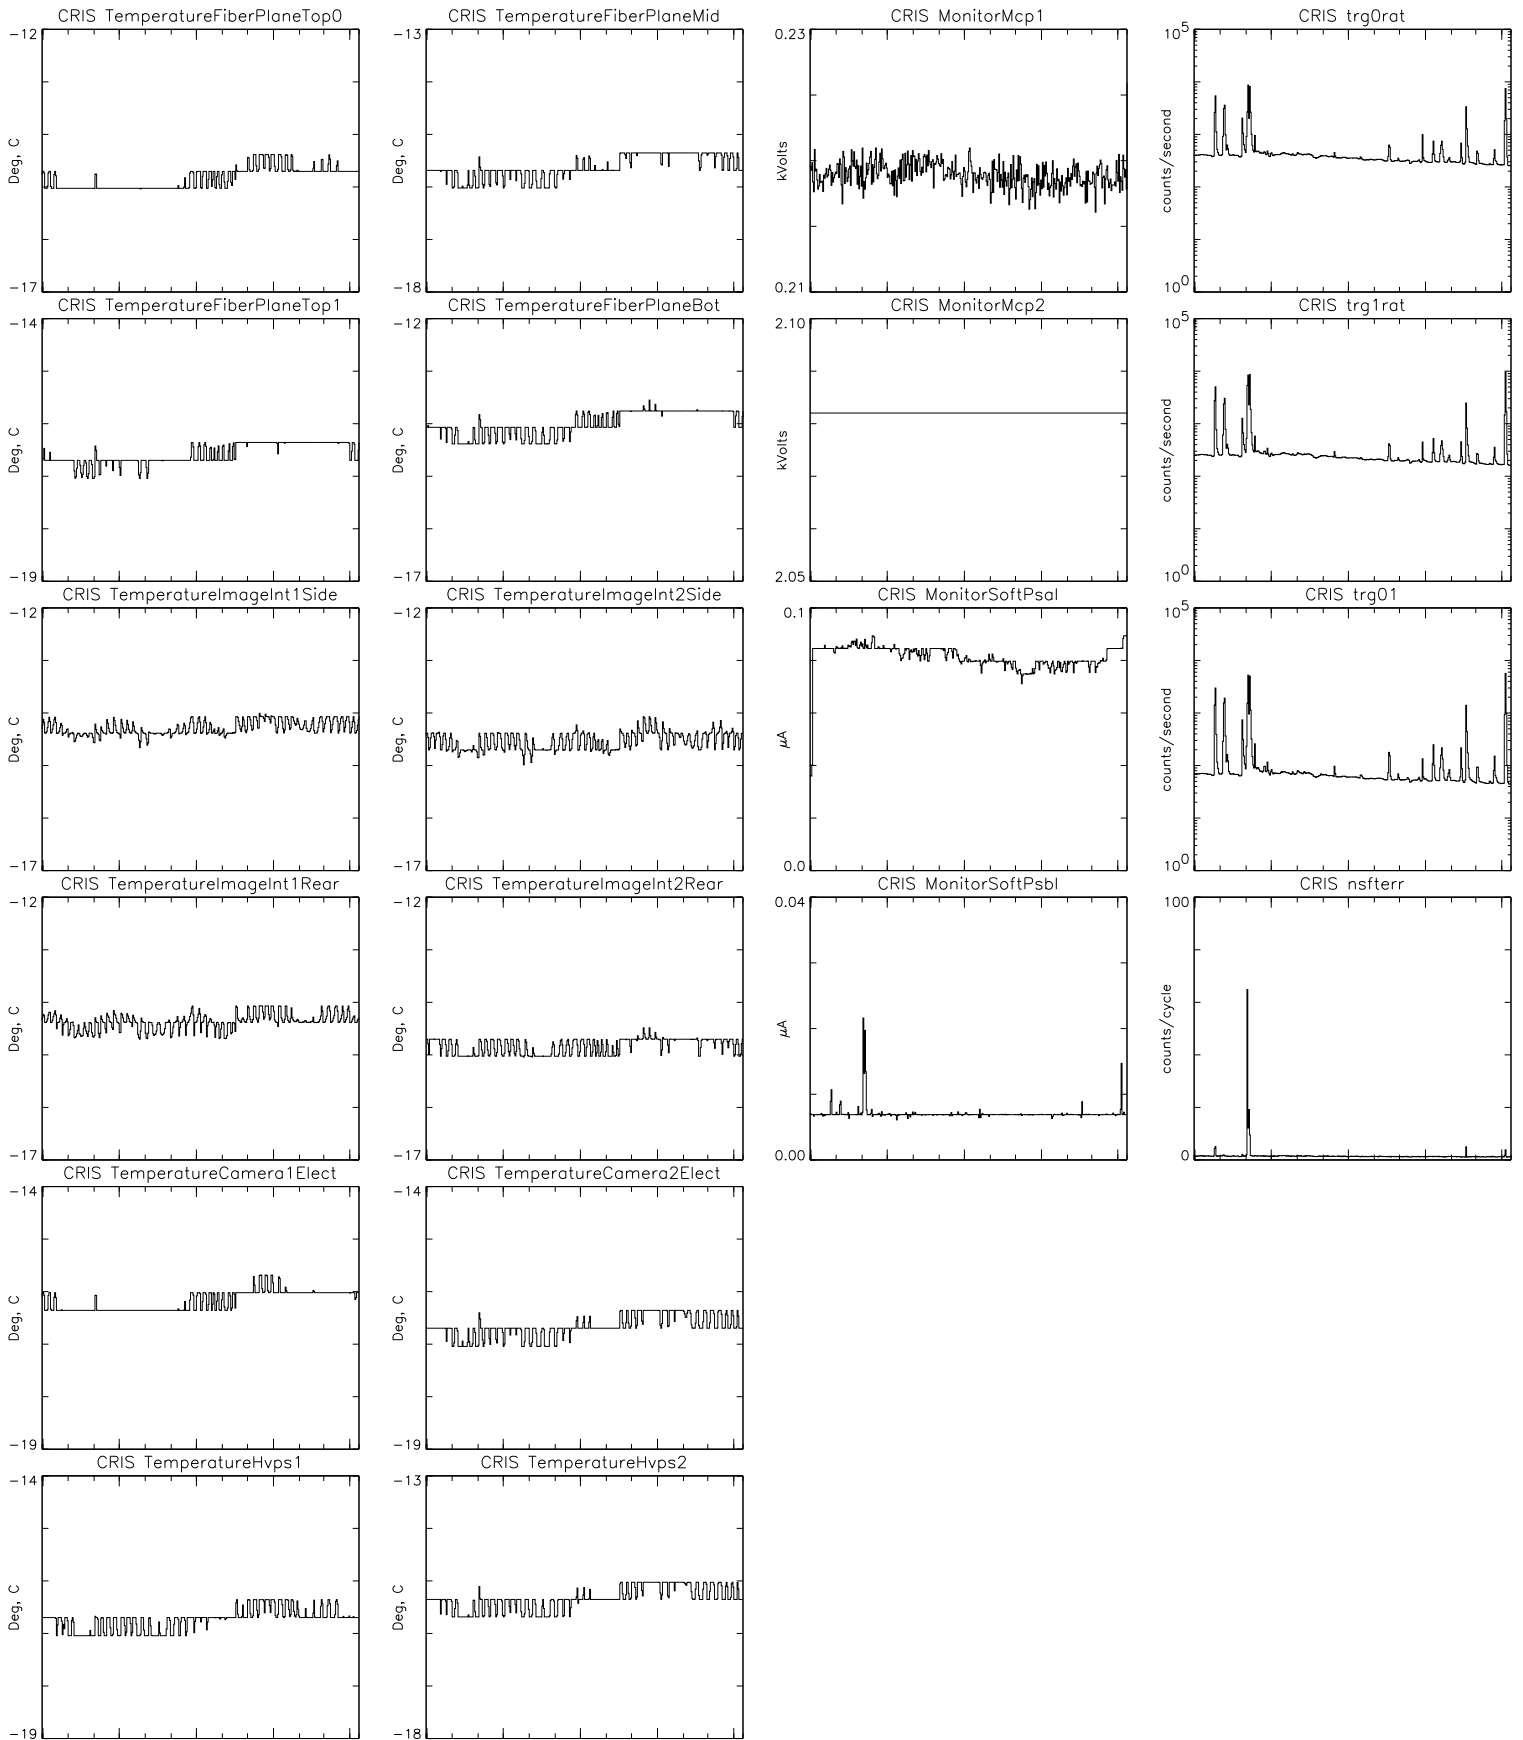 CRIS TemperatureFiberPlaneTop0
-12
Deg, C
-17
CRIS TemperatureFiberPlaneMid
-13
Deg, C
-18
CRIS MonitorMcp1
0.23
kVolts
0.21
CRIS trg0rat
10^5
counts/second
10^0
CRIS TemperatureFiberPlaneTop1
-14
Deg, C
-19
CRIS TemperatureFiberPlaneBot
-12
Deg, C
-17
CRIS MonitorMcp2
2.10
kVolts
2.05
CRIS trg1rat
10^5
counts/second
10^0
CRIS TemperatureImageInt1Side
-12
Deg, C
-17
CRIS TemperatureImageInt2Side
-12
Deg, C
-17
CRIS MonitorSoftPsaI
0.1
μA
0.0
CRIS trg01
10^5
counts/second
10^0
CRIS TemperatureImageInt1Rear
-12
Deg, C
-17
CRIS TemperatureImageInt2Rear
-12
Deg, C
-17
CRIS MonitorSoftPsbI
0.04
μA
0.00
CRIS nsfterr
100
counts/cycle
0
CRIS TemperatureCamera1Elect
-14
Deg, C
-19
CRIS TemperatureCamera2Elect
-14
Deg, C
-19
CRIS TemperatureHvps1
-14
Deg, C
-19
CRIS TemperatureHvps2
-13
Deg, C
-18